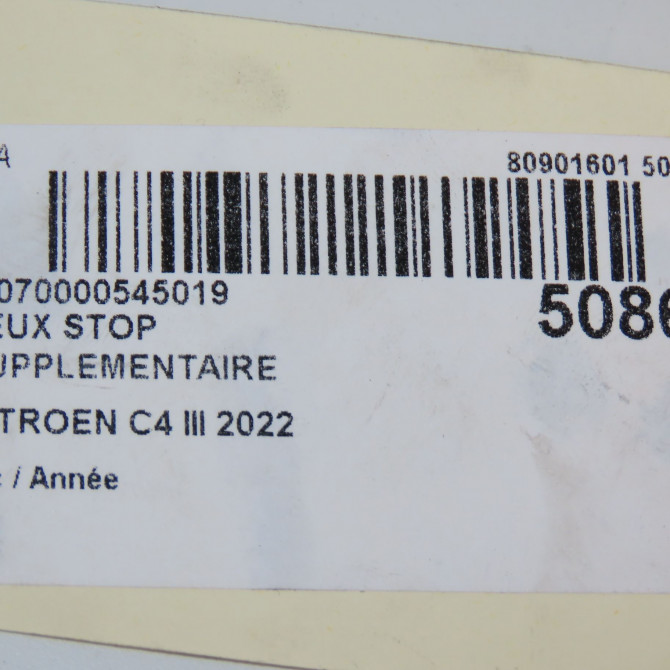 A 80901601 50
070000545019
EUX STOP 5086
UPPLEMENTAIRE
TROEN C4 III 2022
: / Année